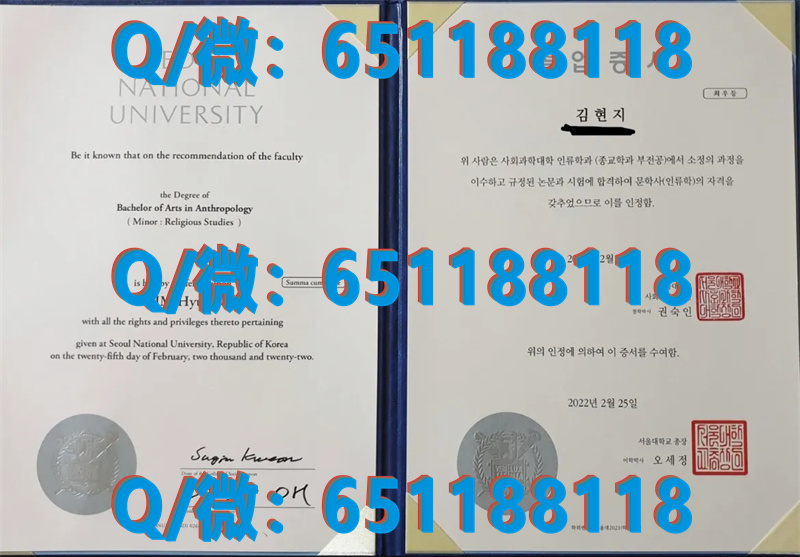 Q/微：651188118
NATIONAL
UNIVERSITY
Be it known that on the recommendation of the faculty
the Degree of
Bachelor of Arts in Anthropology
( Minor : Religious Studies )
Q/微：651188118
Summa
with all the rights and privileges thereto pertaining
given at Seoul National University, Republic of Korea
on the twenty-fifth day of February, two thousand and twenty-two.
Q/微：651188118
최우등
김현지
위 사람은 사회과학대학 인류학과 (종교학과 부전공)에서 소정의 과정을
이수하고 규정된 논문과 시험에 합격하여 문학사(인류학)의 자격을
갖추었으므로 이를 인정함.
권숙인
위의 인정에 의하여 이 증서를 수여함.
2022년 2월 25일
서울대학교 총장
오세정